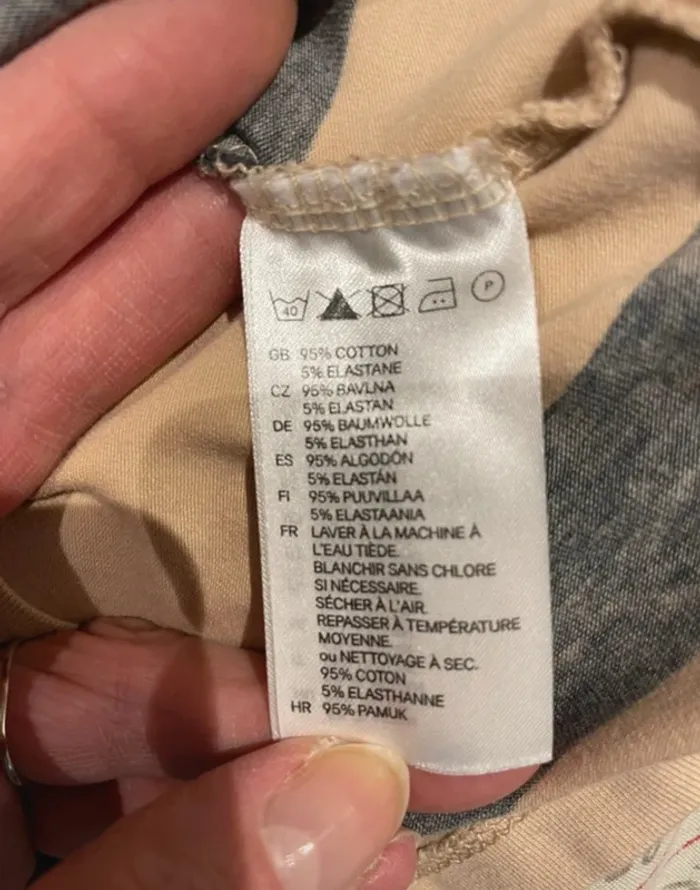 40 P
GB 95% COTTON
5% ELASTANE
CZ 95% BAVLNA
5% ELASTAN
DE 95% BAUMWOLLE
5% ELASTHAN
ES 95% ALGODÓN
5% ELASTÁN
FI 95% PUUVILLAA
5% ELASTAANIA
FR LAVER À LA MACHINE À
L'EAU TIÈDE.
BLANCHIR SANS CHLORE
SI NÉCESSAIRE.
SÉCHER À L'AIR.
REPASSER À TEMPÉRATURE
MOYENNE.
ou NETTOYAGE À SEC.
95% COTON
5% ELASTHANNE
HR 95% PAMUK